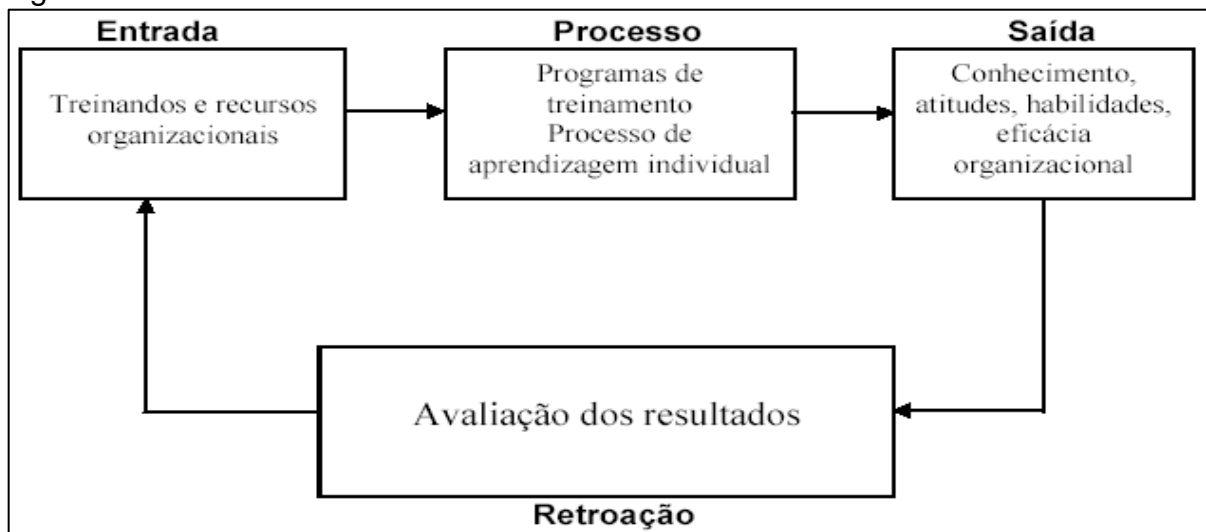 Entrada
Treinandos e recursos
organizacionais
Processo
Programas de
treinamento
Processo de
aprendizagem individual
Saída
Conhecimento,
atitudes, habilidades,
eficácia
organizacional
Avaliação dos resultados
Retroação